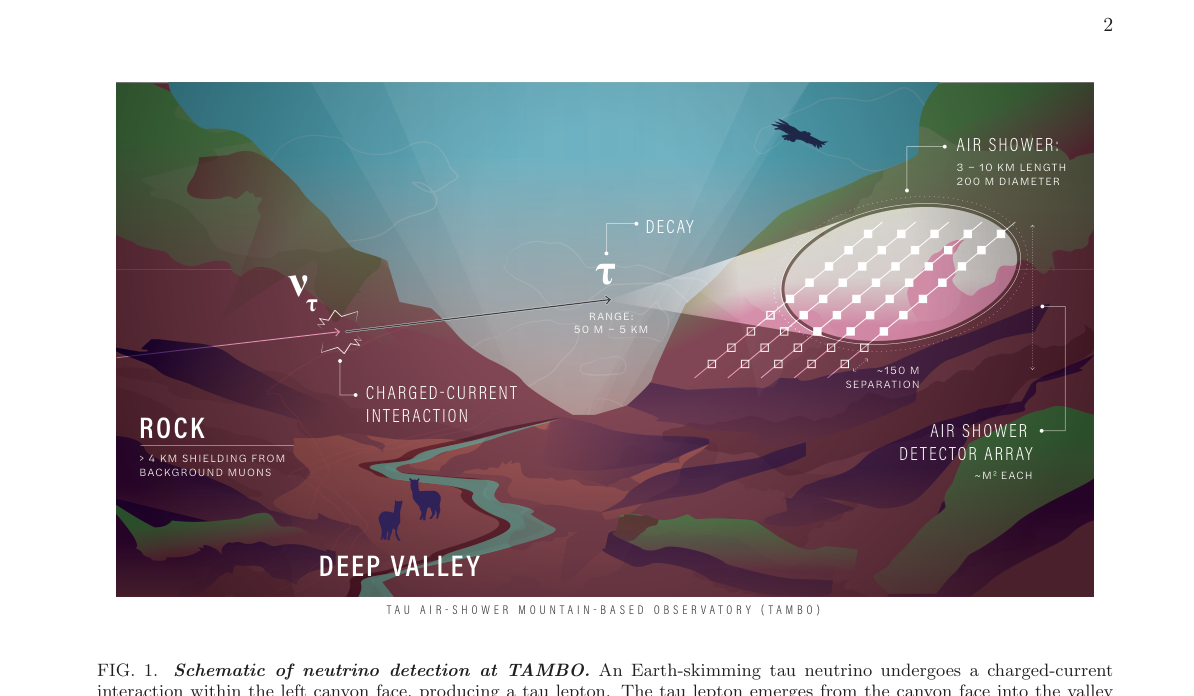 2
AIR SHOWER:
3 – 10 KM LENGTH
200 M DIAMETER
DECAY
τ
ντ
RANGE:
50 M – 5 KM
~150 M
SEPARATION
CHARGED-CURRENT
INTERACTION
ROCK
> 4 KM SHIELDING FROM
BACKGROUND MUONS
AIR SHOWER
DETECTOR ARRAY
~M² EACH
DEEP VALLEY
TAU AIR-SHOWER MOUNTAIN-BASED OBSERVATORY (TAMBO)
FIG. 1. Schematic of neutrino detection at TAMBO. An Earth-skimming tau neutrino undergoes a charged-current
interaction within the left canyon face, producing a tau lepton. The tau lepton emerges from the canyon face into the valley